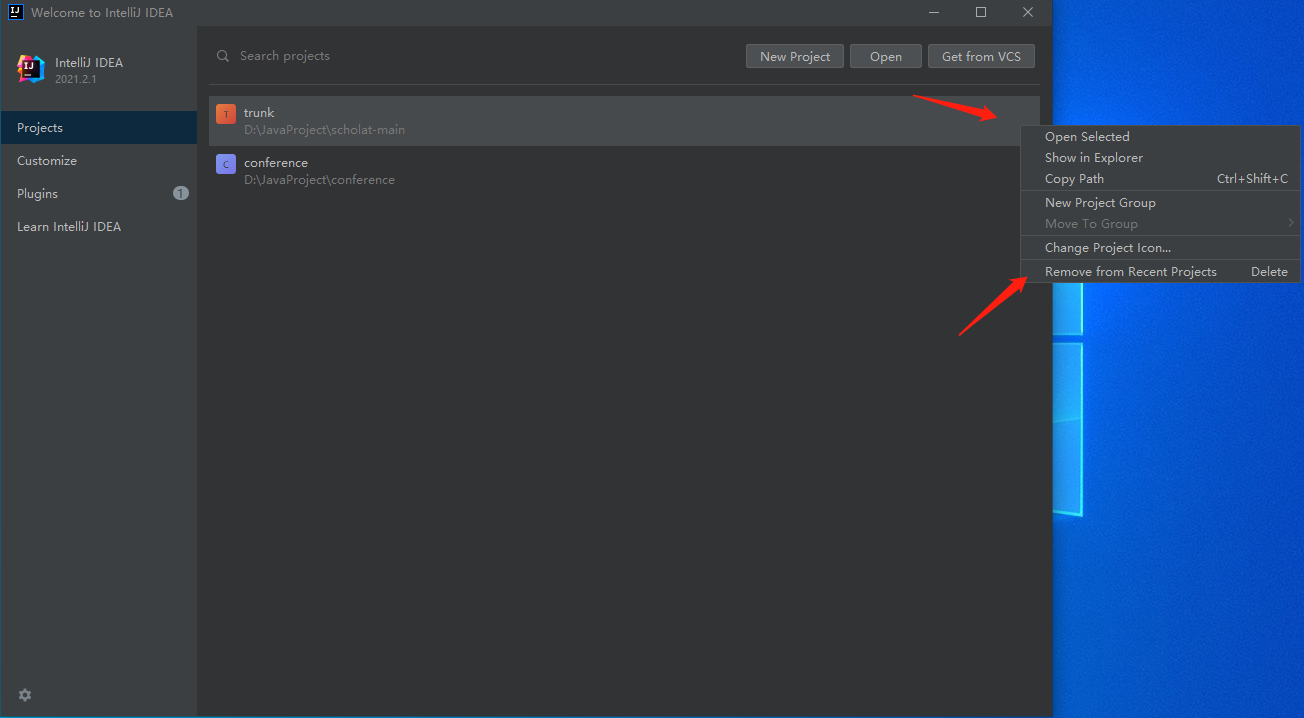 IJ Welcome to IntelliJ IDEA
IJ
IntelliJ IDEA
2021.2.1
Projects
Customize
Plugins 1
Learn IntelliJ IDEA
Search projects
New Project Open Get from VCS
T trunk
D:\JavaProject\scholat-main
C conference
D:\JavaProject\conference
Open Selected
Show in Explorer
Copy Path Ctrl+Shift+C
New Project Group
Move To Group
Change Project Icon...
Remove from Recent Projects Delete